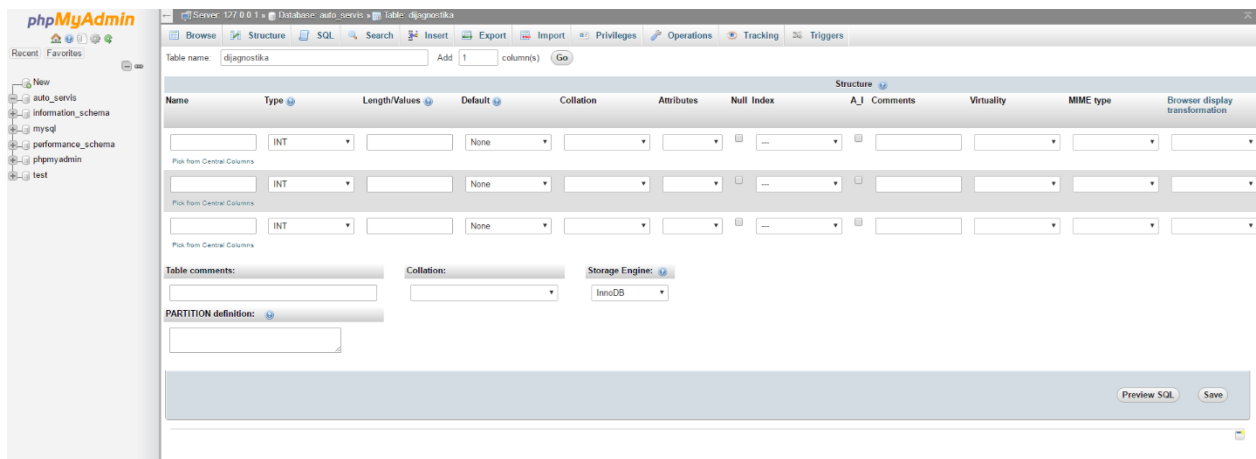 phpMyAdmin
Recent Favorites
New
auto_servis
information_schema
mysql
performance_schema
phpmyadmin
test
Server: 127.0.0.1 » Database: auto_servis » Table: dijagnostika
Browse Structure SQL Search Insert Export Import Privileges Operations Tracking Triggers
Table name: dijagnostika Add 1 column(s) Go
Structure
Name Type Length/Values Default Collation Attributes Null Index A_I Comments Virtuality MIME type Browser display
transformation
INT None ---
Pick from Central Columns
INT None ---
Pick from Central Columns
INT None ---
Pick from Central Columns
Table comments: Collation: Storage Engine:
InnoDB
PARTITION definition:
Preview SQL Save